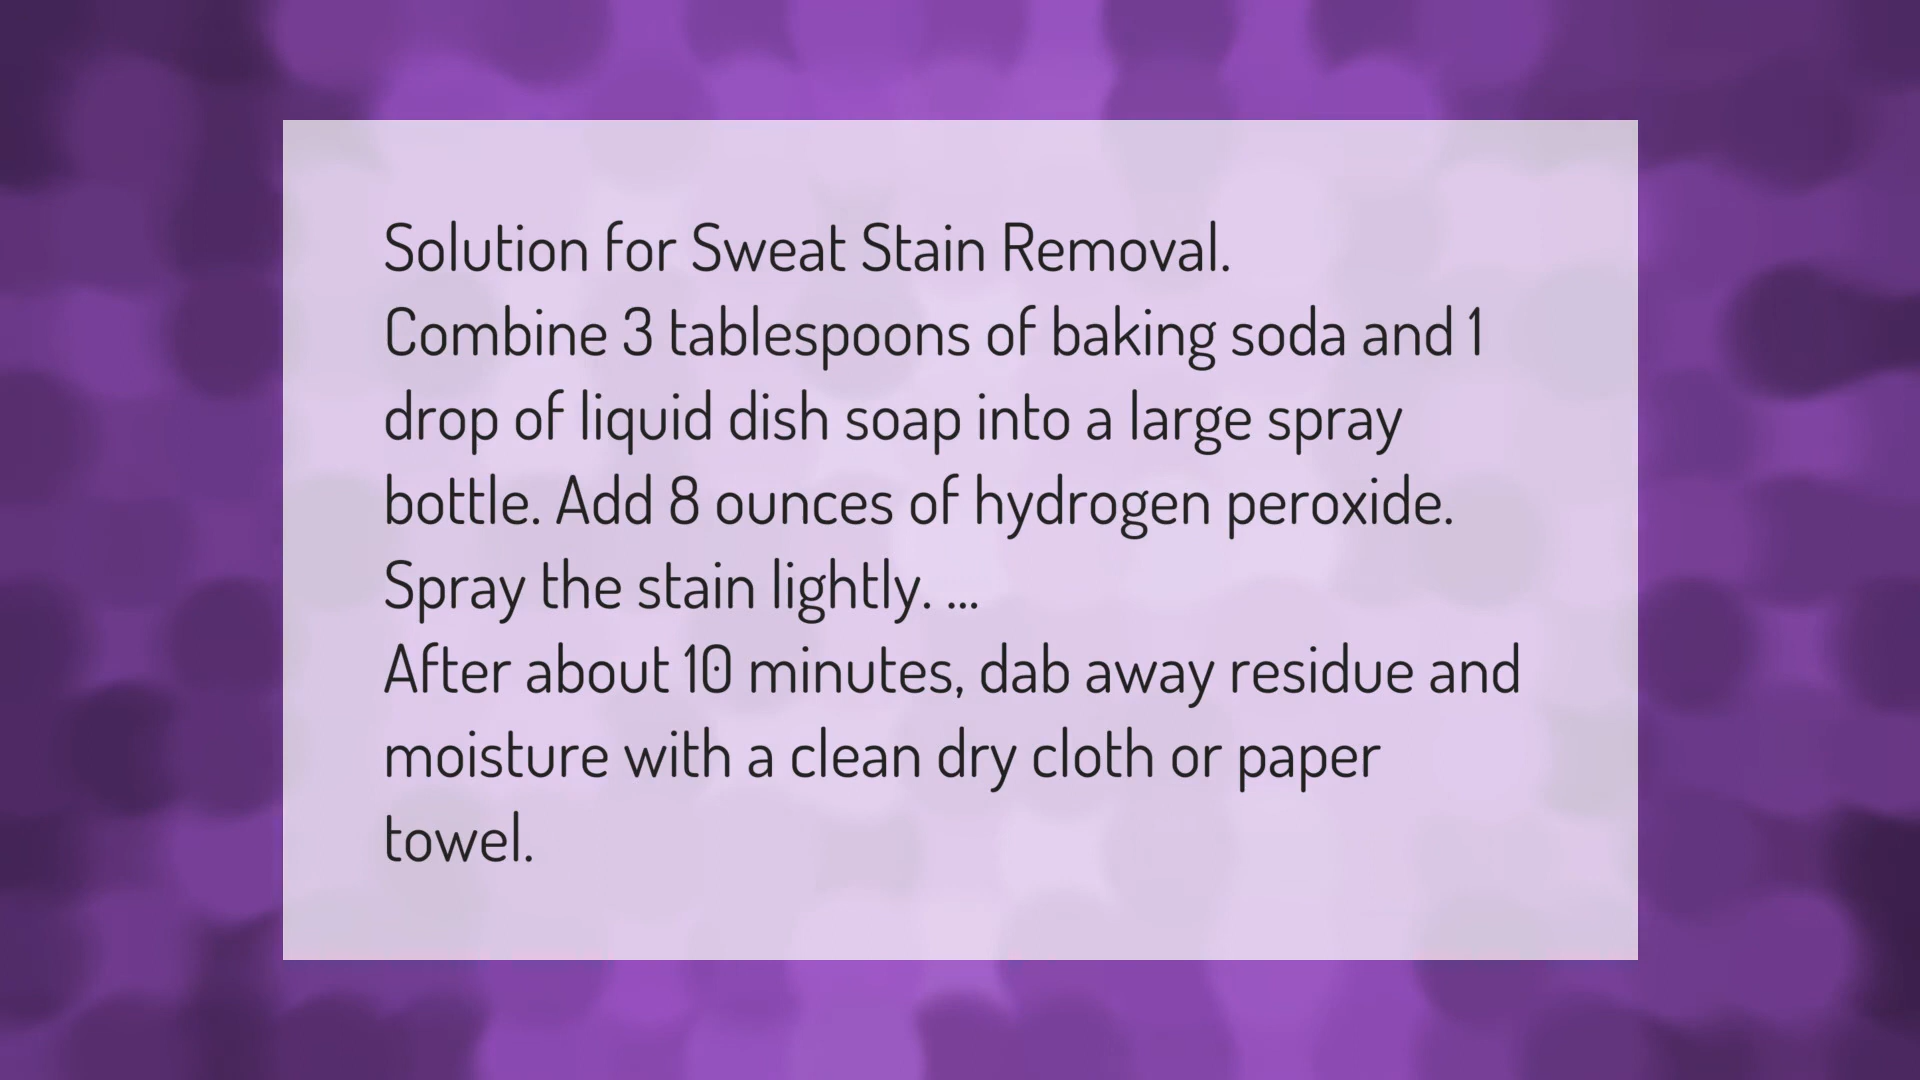 Solution for Sweat Stain Removal.
Combine 3 tablespoons of baking soda and 1
drop of liquid dish soap into a large spray
bottle. Add 8 ounces of hydrogen peroxide.
Spray the stain lightly. ...
After about 10 minutes, dab away residue and
moisture with a clean dry cloth or paper
towel.